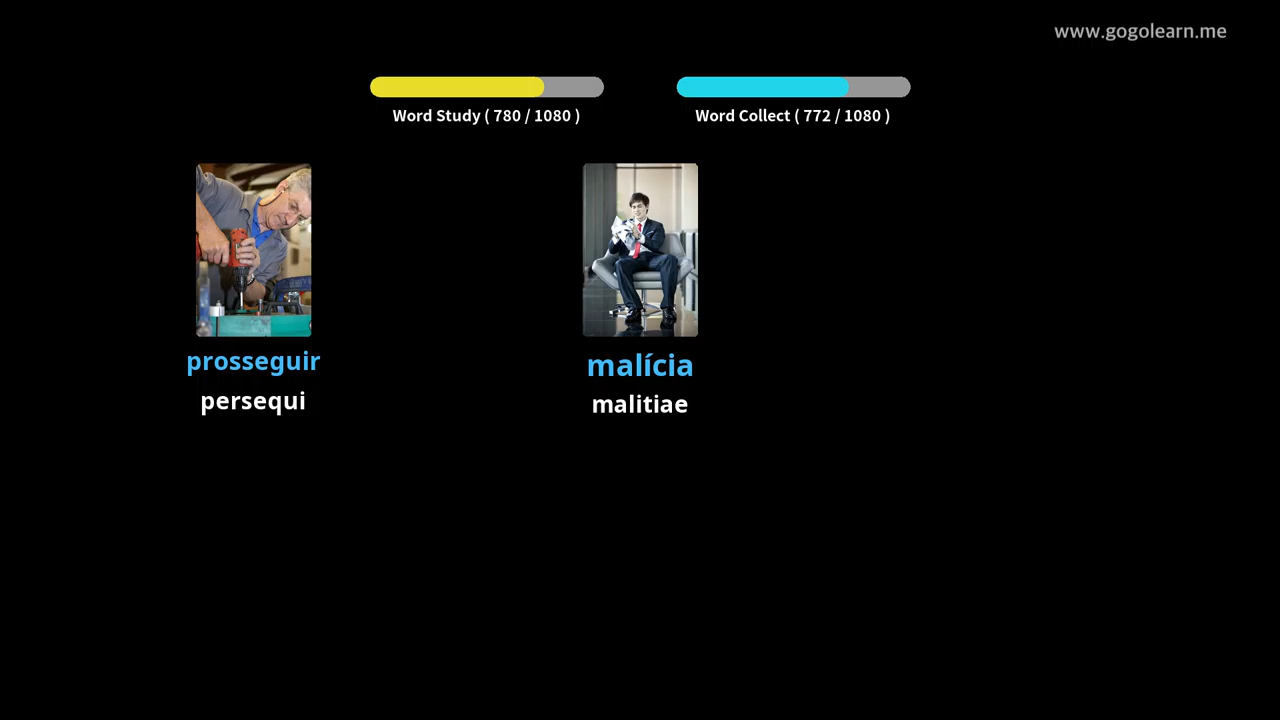 www.gogolearn.me
Word Study ( 780 / 1080 )
Word Collect ( 772 / 1080 )
prosseguir
persequi
malícia
malitiae